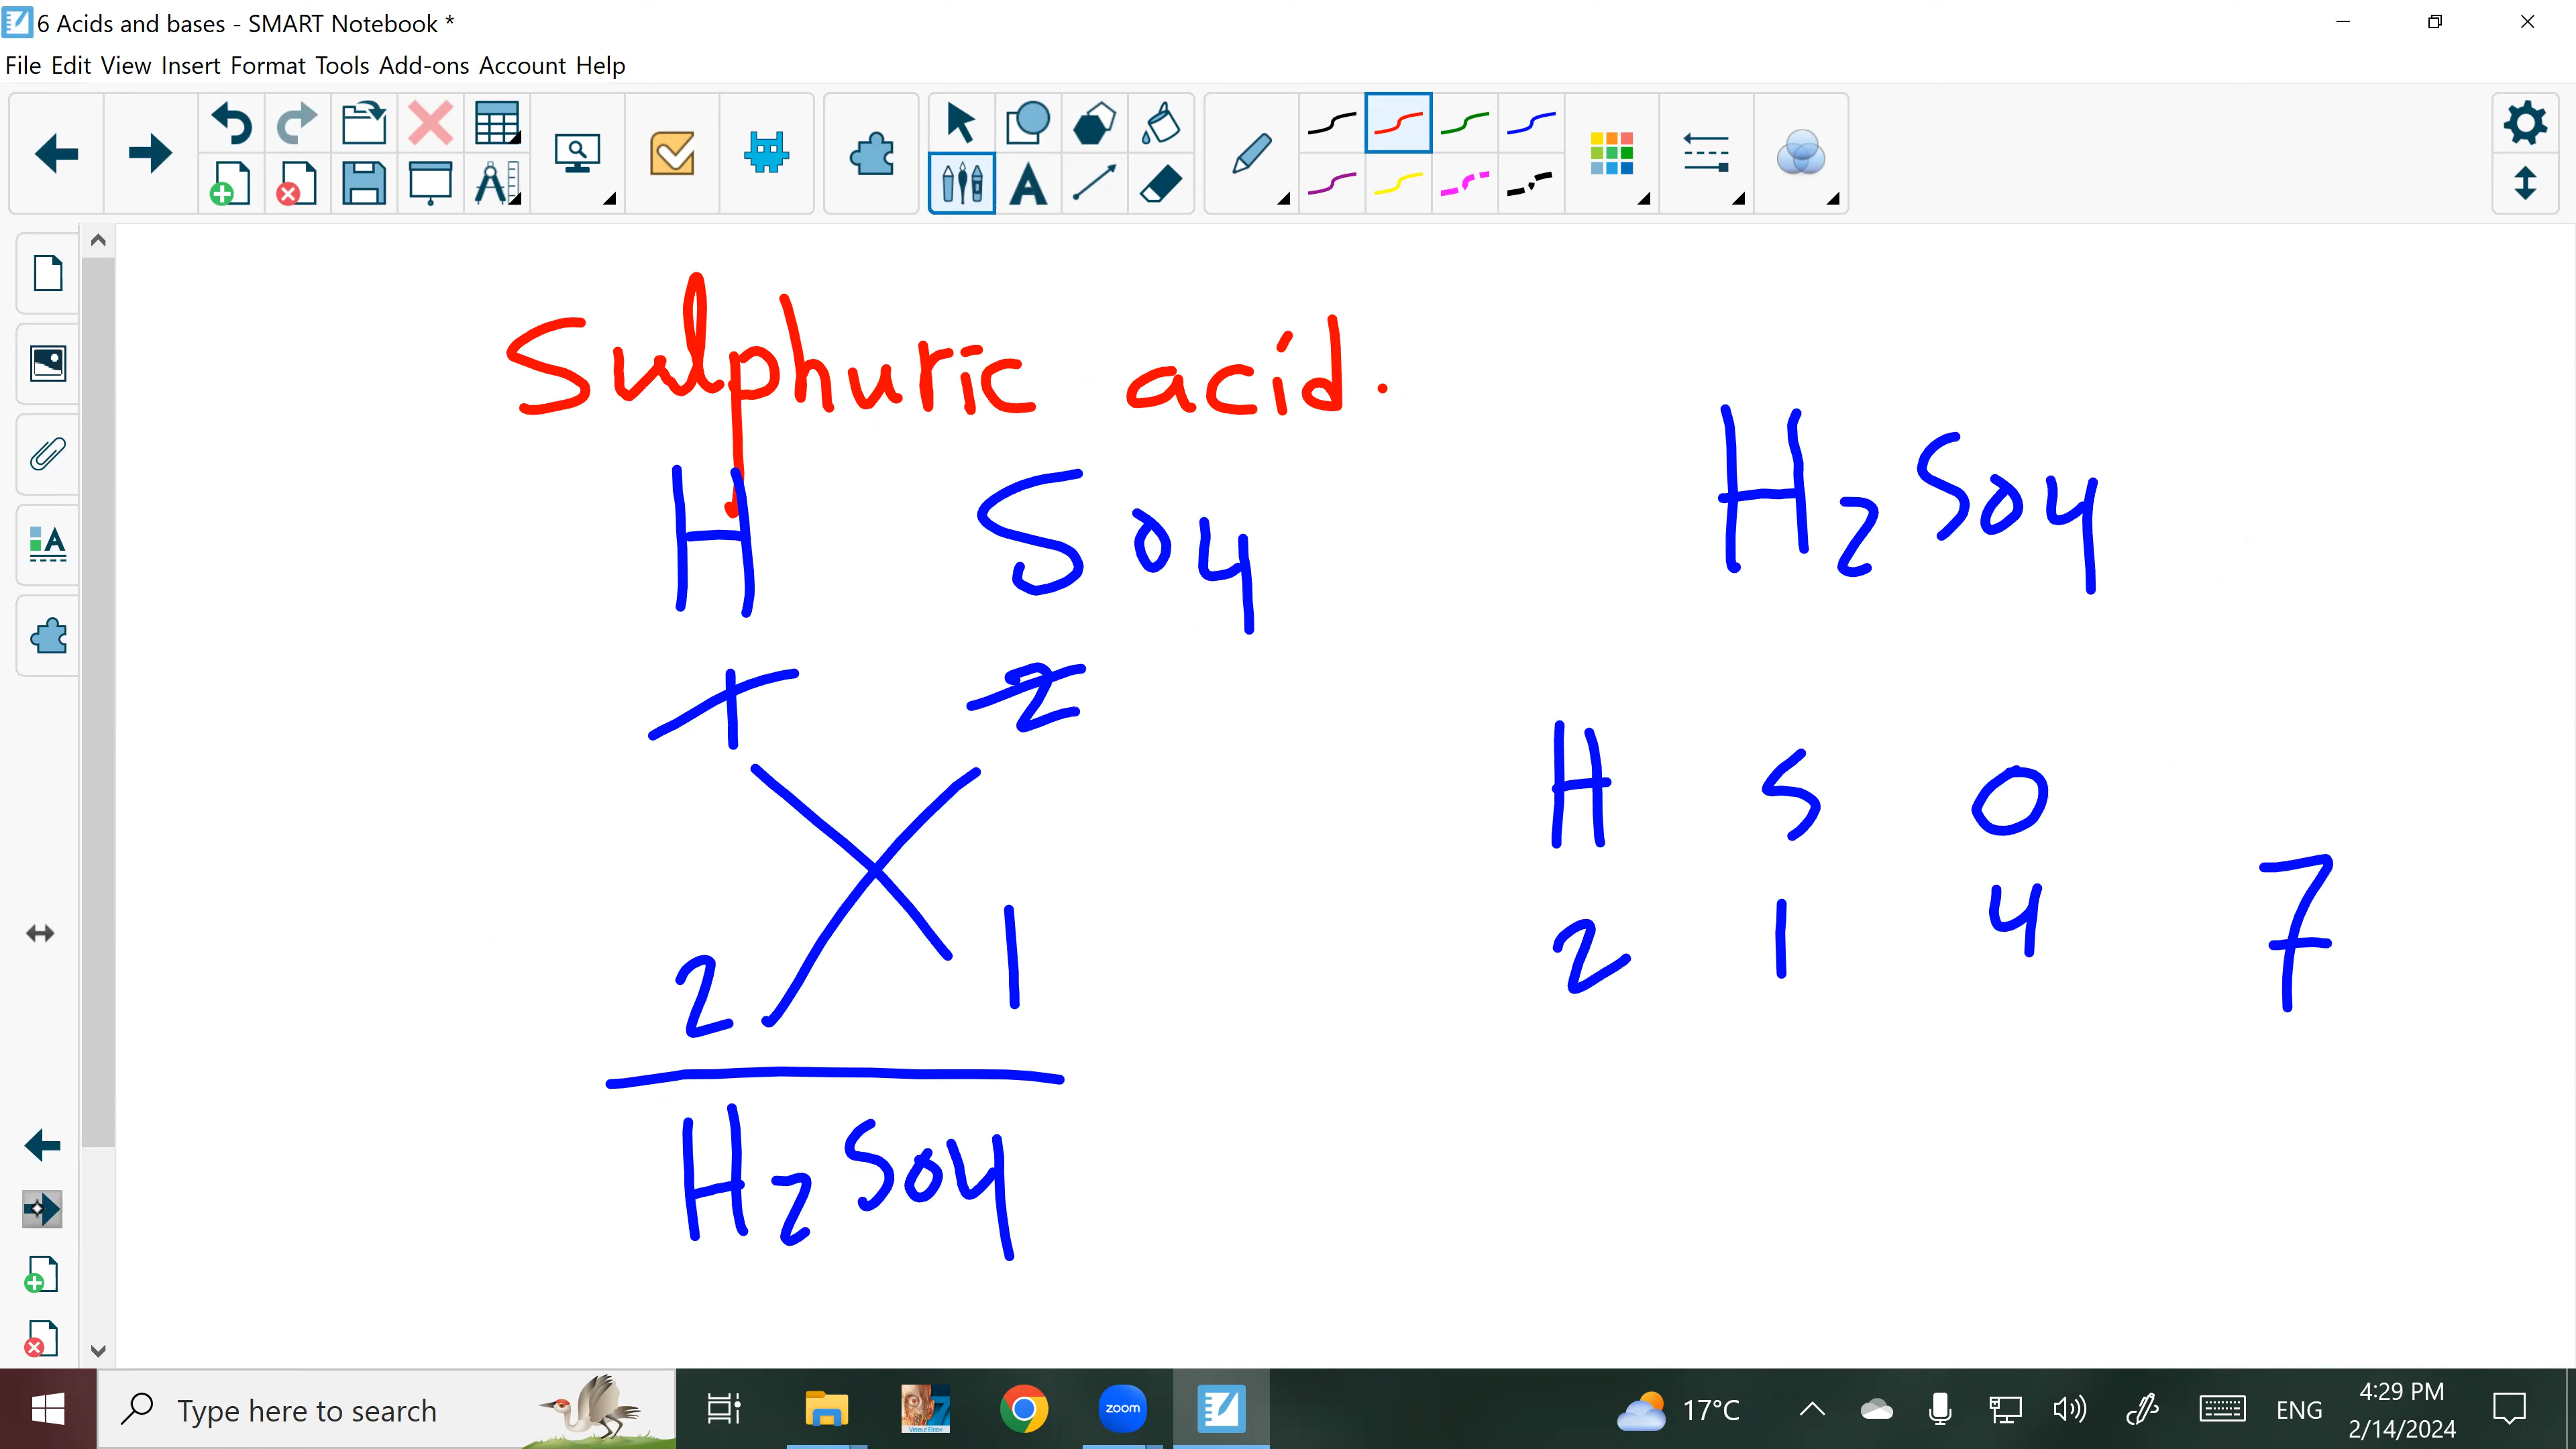 6 Acids and bases - SMART Notebook *
File Edit View Insert Format Tools Add-ons Account Help
Sulphuric acid.
H SO4
1 2
2 1
H2SO4
H2SO4
H S O
2 1 4 7
Type here to search
zoom
17°C
ENG
4:29 PM
2/14/2024